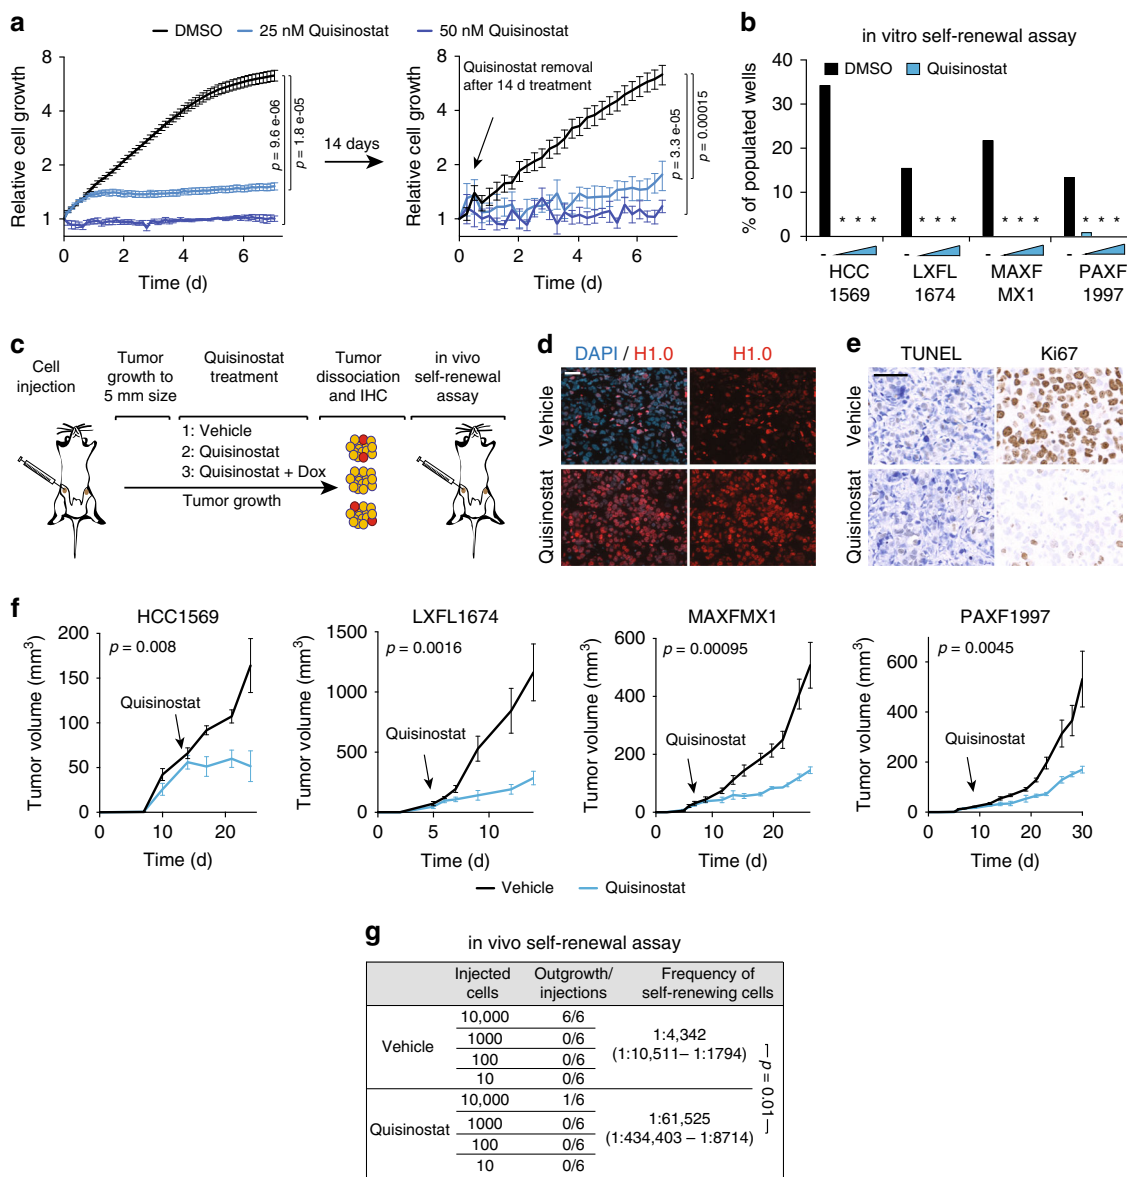 a
DMSO 25 nM Quisinostat 50 nM Quisinostat
Relative cell growth
8
4
2
1
0 2 4 6
Time (d)
p = 9.6 e-06
p = 1.8 e-05
14 days
Relative cell growth
8
4
2
1
Quisinostat removal
after 14 d treatment
0 2 4 6
Time (d)
p = 3.3 e-05
p = 0.00015
b
in vitro self-renewal assay
DMSO Quisinostat
% of populated wells
40
30
20
10
0
* * * * * * * * * * * *
- - - -
HCC LXFL MAXF PAXF
1569 1674 MX1 1997
c
Cell
injection
Tumor
growth to
5 mm size
Quisinostat
treatment
Tumor
dissociation
and IHC
in vivo
self-renewal
assay
1: Vehicle
2: Quisinostat
3: Quisinostat + Dox
Tumor growth
d
DAPI / H1.0 H1.0
Vehicle
Quisinostat
e
TUNEL Ki67
Vehicle
Quisinostat
f
HCC1569
Tumor volume (mm³)
200
150
100
50
0
p = 0.008
Quisinostat
0 10 20
Time (d)
LXFL1674
Tumor volume (mm³)
1500
1000
500
0
p = 0.0016
Quisinostat
0 5 10
Time (d)
MAXFMX1
Tumor volume (mm³)
600
400
200
0
p = 0.00095
Quisinostat
0 10 20
Time (d)
PAXF1997
Tumor volume (mm³)
600
400
200
0
p = 0.0045
Quisinostat
0 10 20 30
Time (d)
Vehicle Quisinostat
g
in vivo self-renewal assay
Injected cells Outgrowth/ injections Frequency of self-renewing cells
Vehicle
10,000 6/6
1000 0/6
100 0/6
10 0/6
1:4,342
(1:10,511– 1:1794)
Quisinostat
10,000 1/6
1000 0/6
100 0/6
10 0/6
1:61,525
(1:434,403 – 1:8714)
p = 0.01